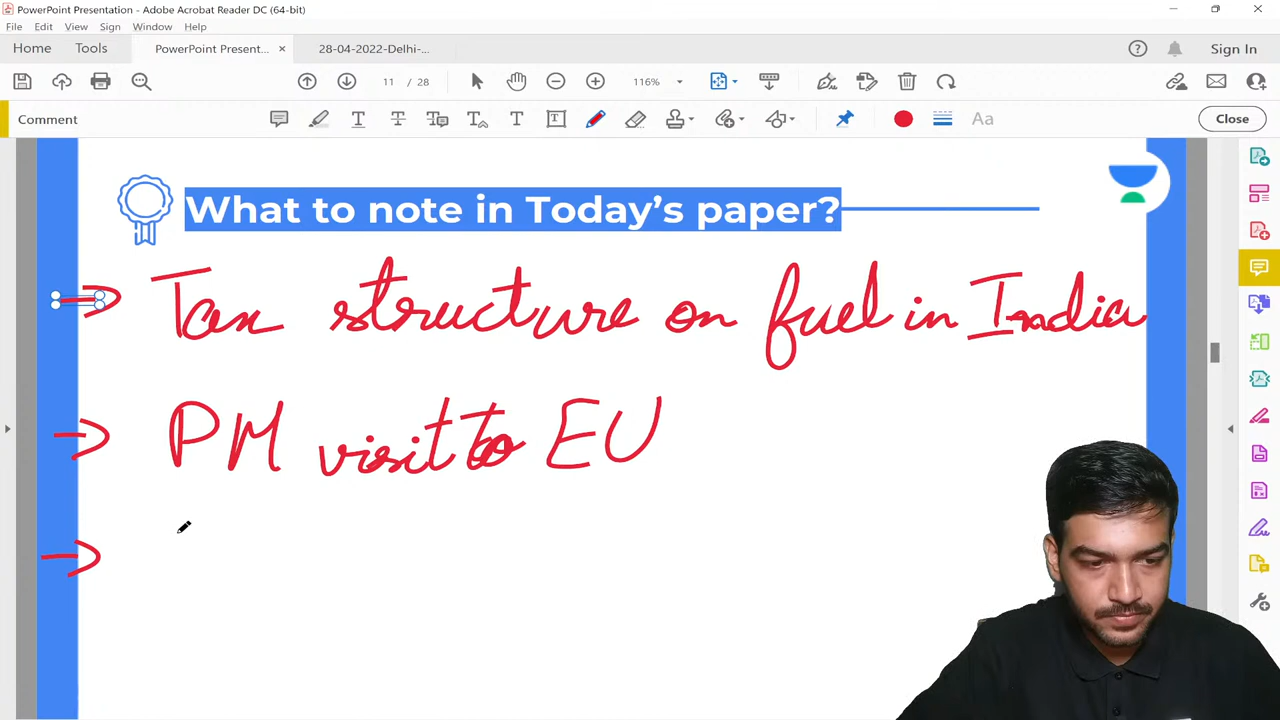 PowerPoint Presentation - Adobe Acrobat Reader DC (64-bit)
File Edit View Sign Window Help
Home Tools PowerPoint Present... × 28-04-2022-Delhi-... Sign In
11 / 28 116%
Comment Aa Close
What to note in Today's paper?
→ Tax structure on fuel in India
→ PM visit to EU
→